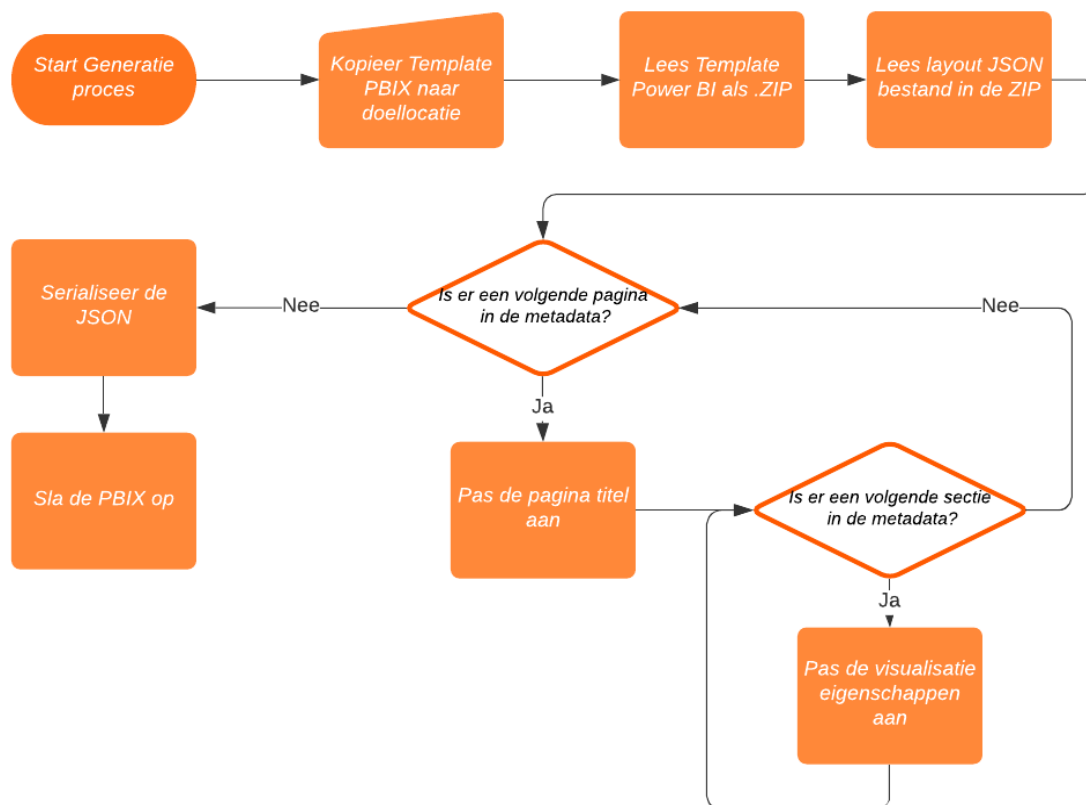 Start Generatie
proces
Kopieer Template
PBIX naar
doellocatie
Lees Template
Power BI als .ZIP
Lees layout JSON
bestand in de ZIP
Is er een volgende pagina
in de metadata?
Nee
Nee
Serialiseer de
JSON
Ja
Sla de PBIX op
Pas de pagina titel
aan
Is er een volgende sectie
in de metadata?
Ja
Pas de visualisatie
eigenschappen
aan